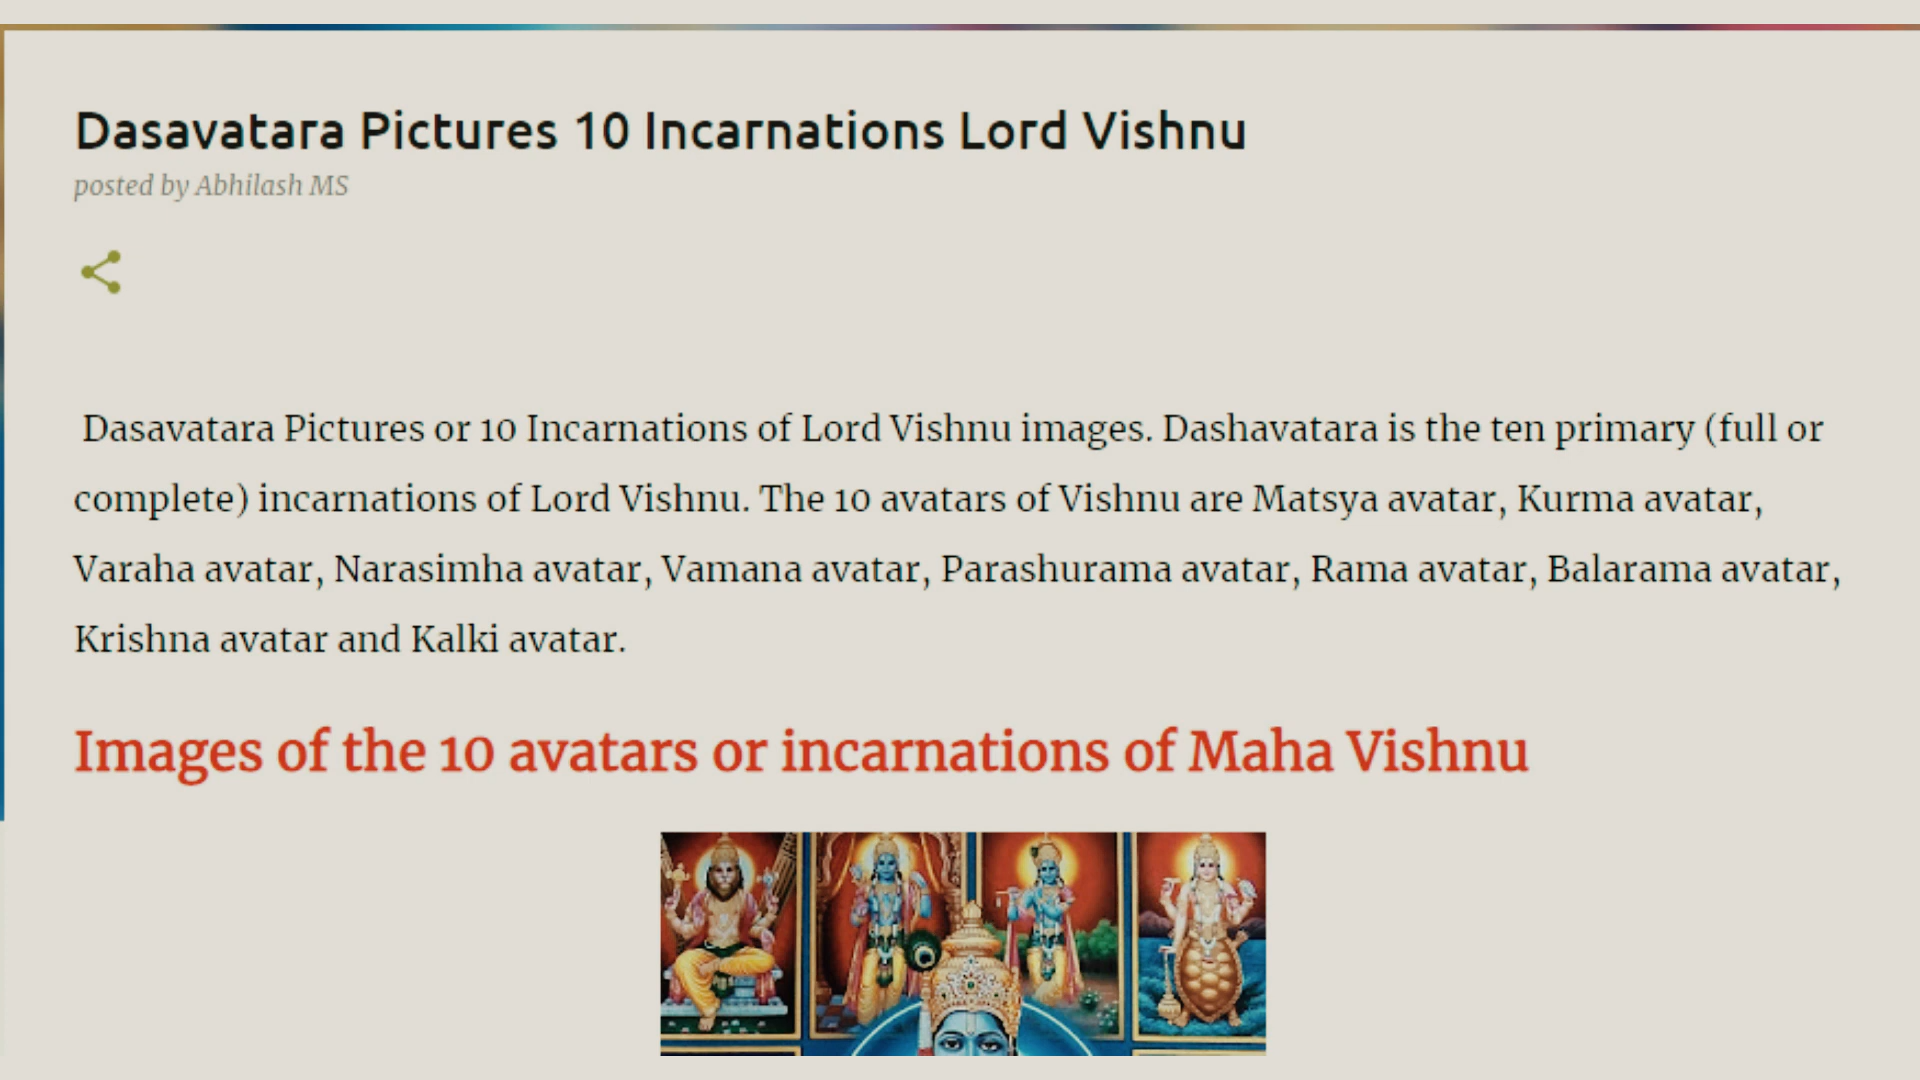 Dasavatara Pictures 10 Incarnations Lord Vishnu
posted by Abhilash MS
Dasavatara Pictures or 10 Incarnations of Lord Vishnu images. Dashavatara is the ten primary (full or
complete) incarnations of Lord Vishnu. The 10 avatars of Vishnu are Matsya avatar, Kurma avatar,
Varaha avatar, Narasimha avatar, Vamana avatar, Parashurama avatar, Rama avatar, Balarama avatar,
Krishna avatar and Kalki avatar.
Images of the 10 avatars or incarnations of Maha Vishnu